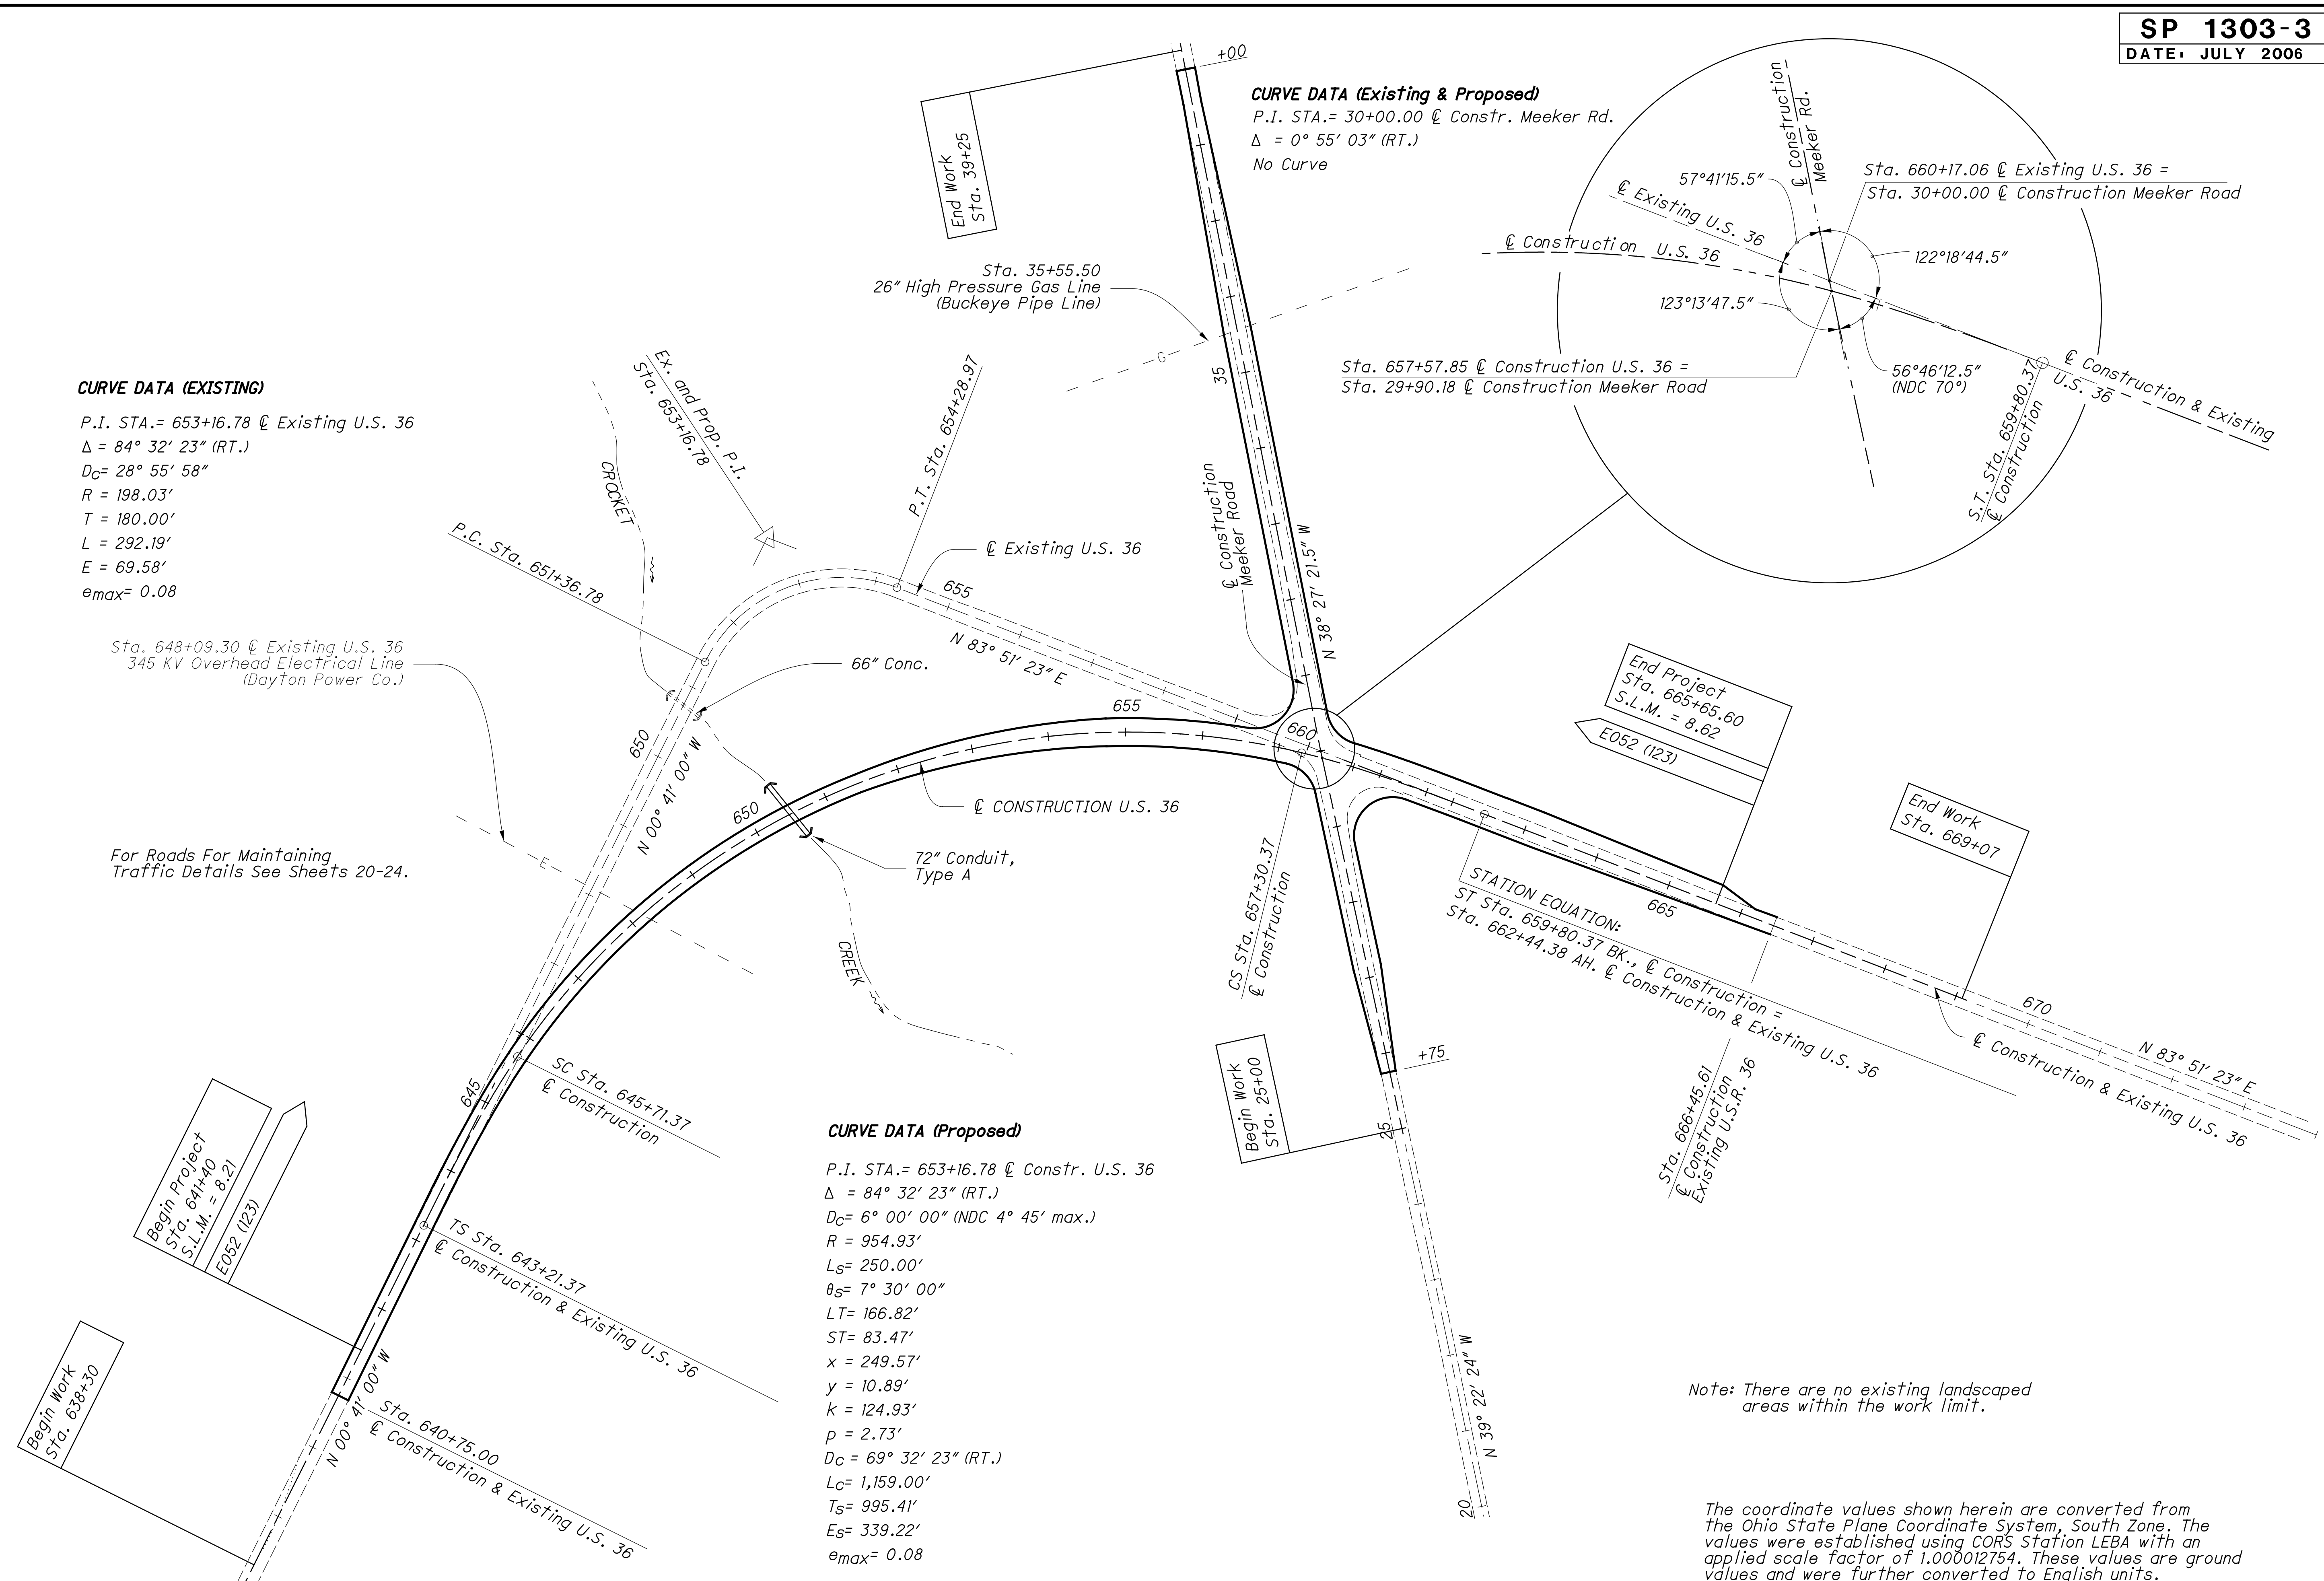 SP 1303-3
DATE: JULY 2006
+00
CURVE DATA (Existing & Proposed)
P.I. STA.= 30+00.00 ℄ Constr. Meeker Rd.
Δ = 0° 55' 03" (RT.)
No Curve
End Work
Sta. 39+25
℄ Construction
Meeker Rd.
57°41'15.5"
Sta. 660+17.06 ℄ Existing U.S. 36 =
Sta. 30+00.00 ℄ Construction Meeker Road
℄ Existing U.S. 36
℄ Construction U.S. 36
122°18'44.5"
123°13'47.5"
Sta. 657+57.85 ℄ Construction U.S. 36 =
Sta. 29+90.18 ℄ Construction Meeker Road
56°46'12.5"
(NDC 70°)
℄ Construction & Existing
U.S. 36
S.T. Sta. 659+80.37
℄ Construction
Sta. 35+55.50
26" High Pressure Gas Line
(Buckeye Pipe Line)
G
35
CURVE DATA (EXISTING)
P.I. STA.= 653+16.78 ℄ Existing U.S. 36
Δ = 84° 32' 23" (RT.)
Dc= 28° 55' 58"
R = 198.03'
T = 180.00'
L = 292.19'
E = 69.58'
emax= 0.08
Ex. and Prop. P.I.
Sta. 653+16.78
P.T. Sta. 654+28.97
CROCKET
P.C. Sta. 651+36.78
℄ Existing U.S. 36
655
N 83° 51' 23" E
℄ Construction
Meeker Road
N 38° 27' 21.5" W
Sta. 648+09.30 ℄ Existing U.S. 36
345 KV Overhead Electrical Line
(Dayton Power Co.)
66" Conc.
650
N 00° 41' 00" W
655
660
End Project
Sta. 665+65.60
S.L.M. = 8.62
E052 (123)
End Work
Sta. 669+07
650
℄ CONSTRUCTION U.S. 36
72" Conduit,
Type A
E
For Roads For Maintaining
Traffic Details See Sheets 20-24.
CREEK
CS Sta. 657+30.37
℄ Construction
STATION EQUATION:
ST Sta. 659+80.37 BK., ℄ Construction =
Sta. 662+44.38 AH. ℄ Construction & Existing U.S. 36
665
670
N 83° 51' 23" E
℄ Construction & Existing U.S. 36
Sta. 666+45.61
℄ Construction
Existing U.S.R. 36
Begin Work
Sta. 25+00
+75
25
645
SC Sta. 645+71.37
℄ Construction
Begin Project
Sta. 641+40
S.L.M. = 8.21
E052 (123)
TS Sta. 643+21.37
℄ Construction & Existing U.S. 36
CURVE DATA (Proposed)
P.I. STA.= 653+16.78 ℄ Constr. U.S. 36
Δ = 84° 32' 23" (RT.)
Dc= 6° 00' 00" (NDC 4° 45' max.)
R = 954.93'
Ls= 250.00'
θs= 7° 30' 00"
LT= 166.82'
ST= 83.47'
x = 249.57'
y = 10.89'
k = 124.93'
p = 2.73'
Dc = 69° 32' 23" (RT.)
Lc= 1,159.00'
Ts= 995.41'
Es= 339.22'
emax= 0.08
Begin Work
Sta. 638+30
N 00° 41' 00" W
Sta. 640+75.00
℄ Construction & Existing U.S. 36
N 39° 22' 24" W
20
Note: There are no existing landscaped
areas within the work limit.
The coordinate values shown herein are converted from
the Ohio State Plane Coordinate System, South Zone. The
values were established using CORS Station LEBA with an
applied scale factor of 1.000012754. These values are ground
values and were further converted to English units.